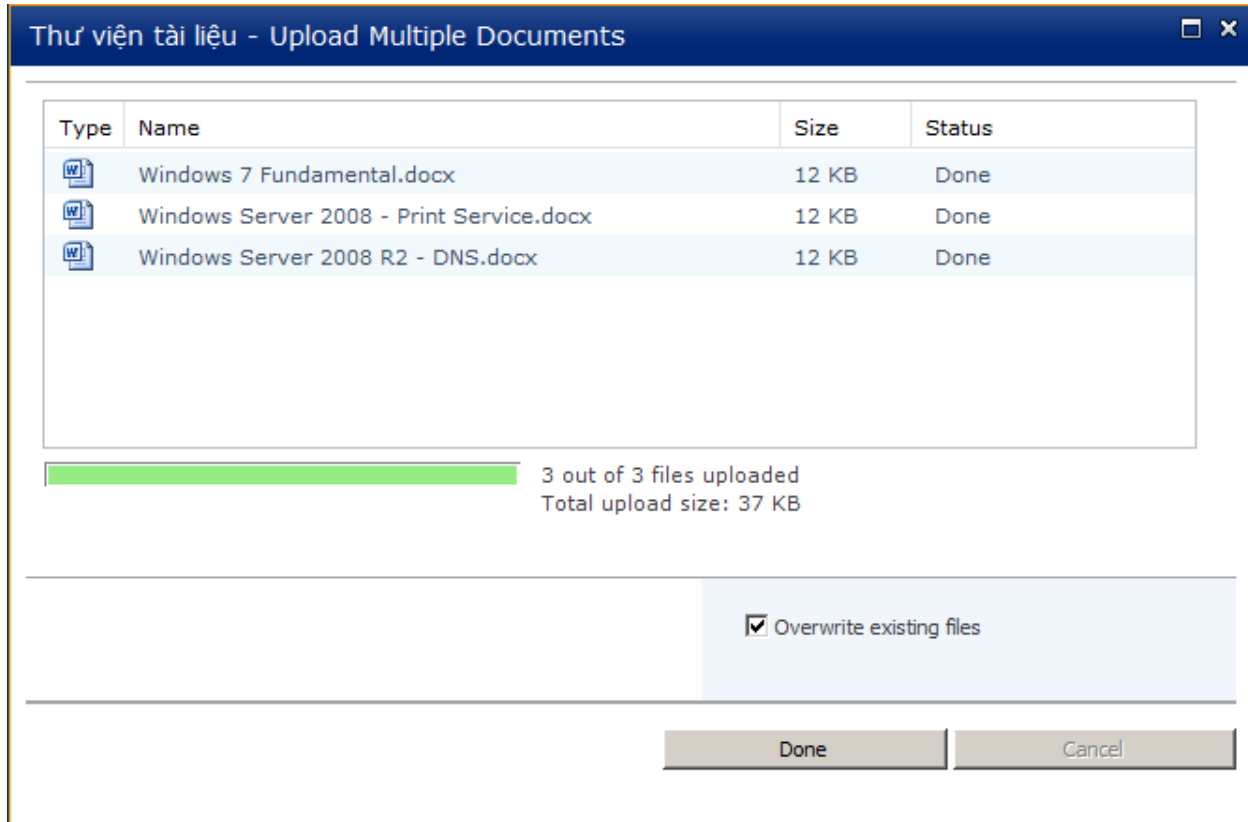 Thư viện tài liệu - Upload Multiple Documents
Type Name Size Status
Windows 7 Fundamental.docx 12 KB Done
Windows Server 2008 - Print Service.docx 12 KB Done
Windows Server 2008 R2 - DNS.docx 12 KB Done
3 out of 3 files uploaded
Total upload size: 37 KB
Overwrite existing files
Done Cancel